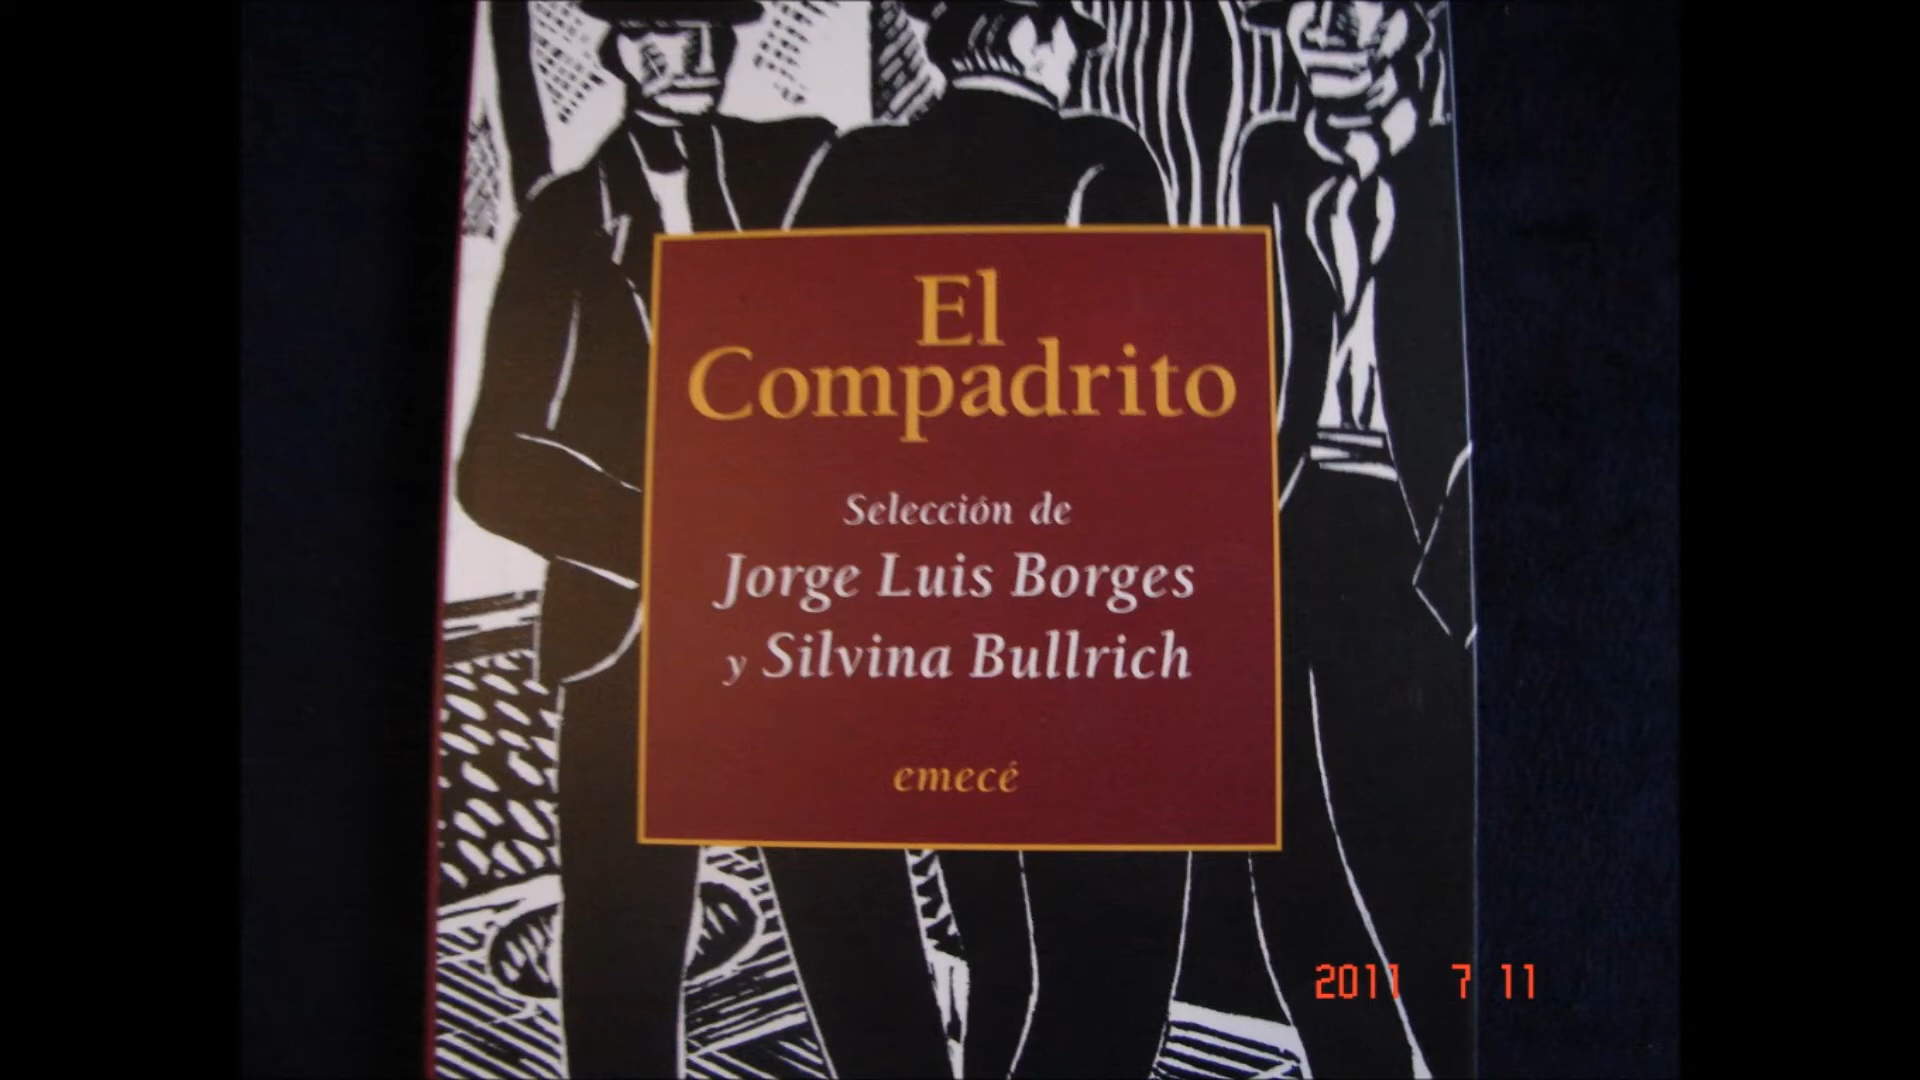 El
Compadrito
Selección de
Jorge Luis Borges
y Silvina Bullrich
emecé
2011 7 11